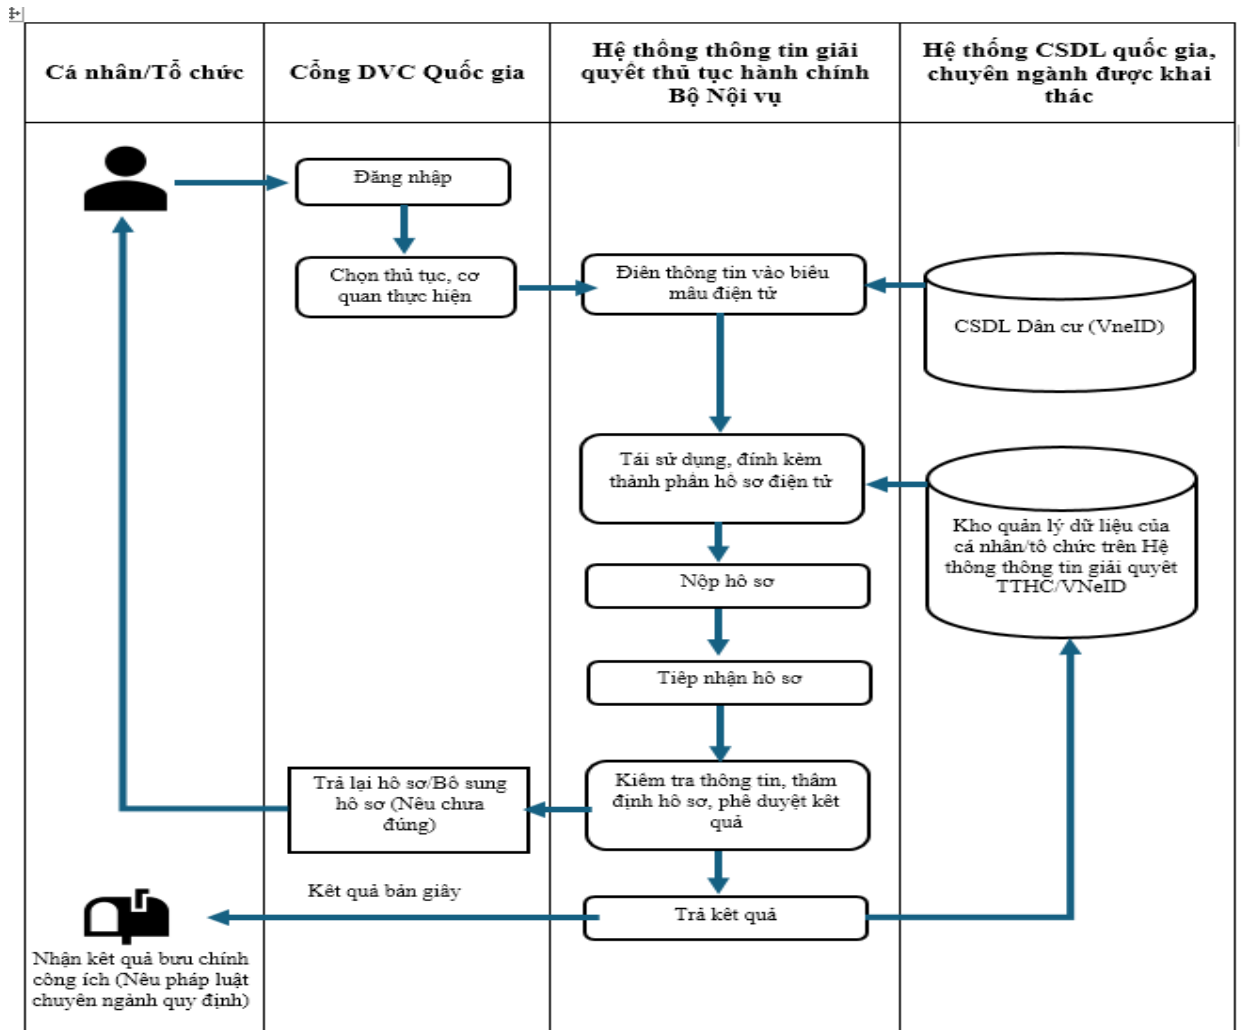 Cá nhân/Tổ chức
Cổng DVC Quốc gia
Hệ thống thông tin giải
quyết thủ tục hành chính
Bộ Nội vụ
Hệ thống CSDL quốc gia,
chuyên ngành được khai
thác
Đăng nhập
Chọn thủ tục, cơ
quan thực hiện
Điền thông tin vào biểu
mẫu điện tử
CSDL Dân cư (VneID)
Tái sử dụng, đính kèm
thành phần hồ sơ điện tử
Kho quản lý dữ liệu của
cá nhân/tổ chức trên Hệ
thống thông tin giải quyết
TTHC/VNeID
Nộp hồ sơ
Tiếp nhận hồ sơ
Trả lại hồ sơ/Bổ sung
hồ sơ (Nếu chưa
đúng)
Kiểm tra thông tin, thẩm
định hồ sơ, phê duyệt kết
quả
Kết quả bản giấy
Trả kết quả
Nhận kết quả bưu chính
công ích (Nếu pháp luật
chuyên ngành quy định)